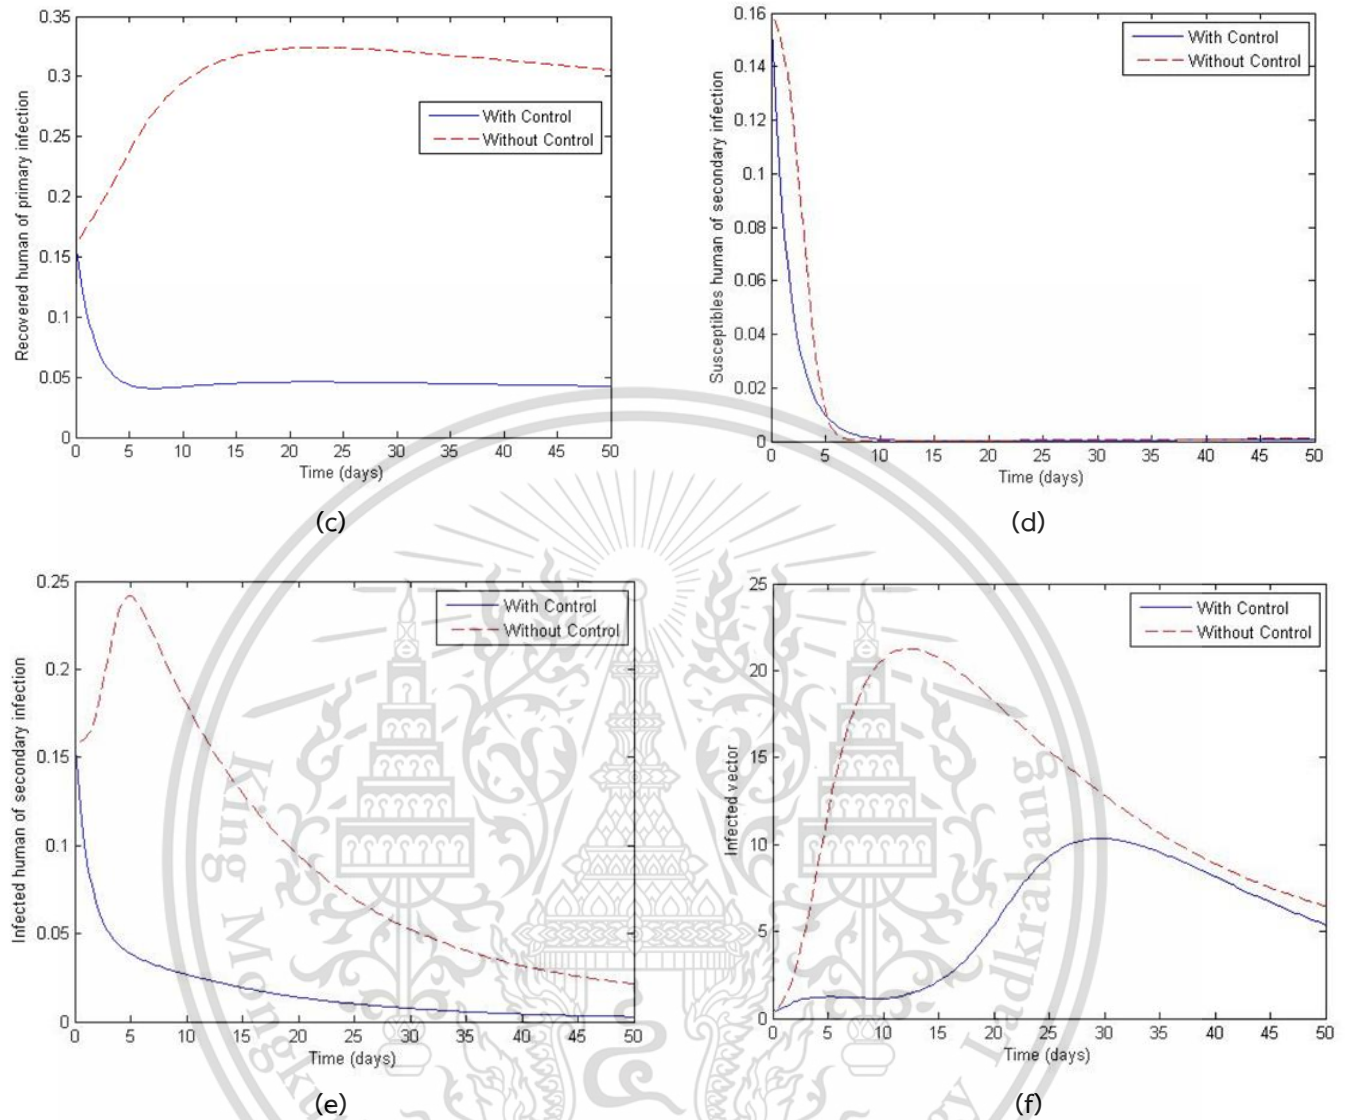 0.35
0.3
0.25
0.2
0.15
0.1
0.05
0
0 5 10 15 20 25 30 35 40 45 50
Recovered human of primary infection
Time (days)
With Control
Without Control
(c)
0.16
0.14
0.12
0.1
0.08
0.06
0.04
0.02
0
0 5 10 15 20 25 30 35 40 45 50
Susceptibles human of secondary infection
Time (days)
With Control
Without Control
(d)
0.25
0.2
0.15
0.1
0.05
0
0 5 10 15 20 25 30 35 40 45 50
Infected human of secondary infection
Time (days)
With Control
Without Control
(e)
25
20
15
10
5
0
0 5 10 15 20 25 30 35 40 45 50
Infected vector
Time (days)
With Control
Without Control
(f)
King Mongkut's
Ladkrabang